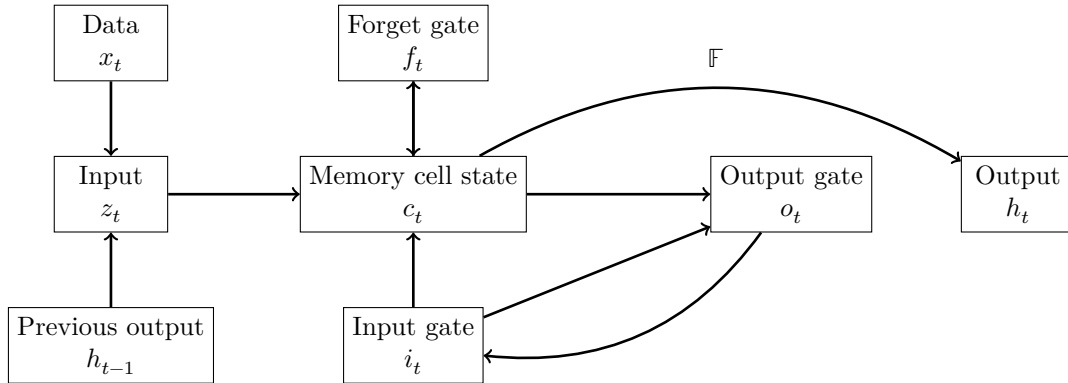 Data
x_t
Forget gate
f_t
𝔽
Input
z_t
Memory cell state
c_t
Output gate
o_t
Output
h_t
Previous output
h_{t−1}
Input gate
i_t